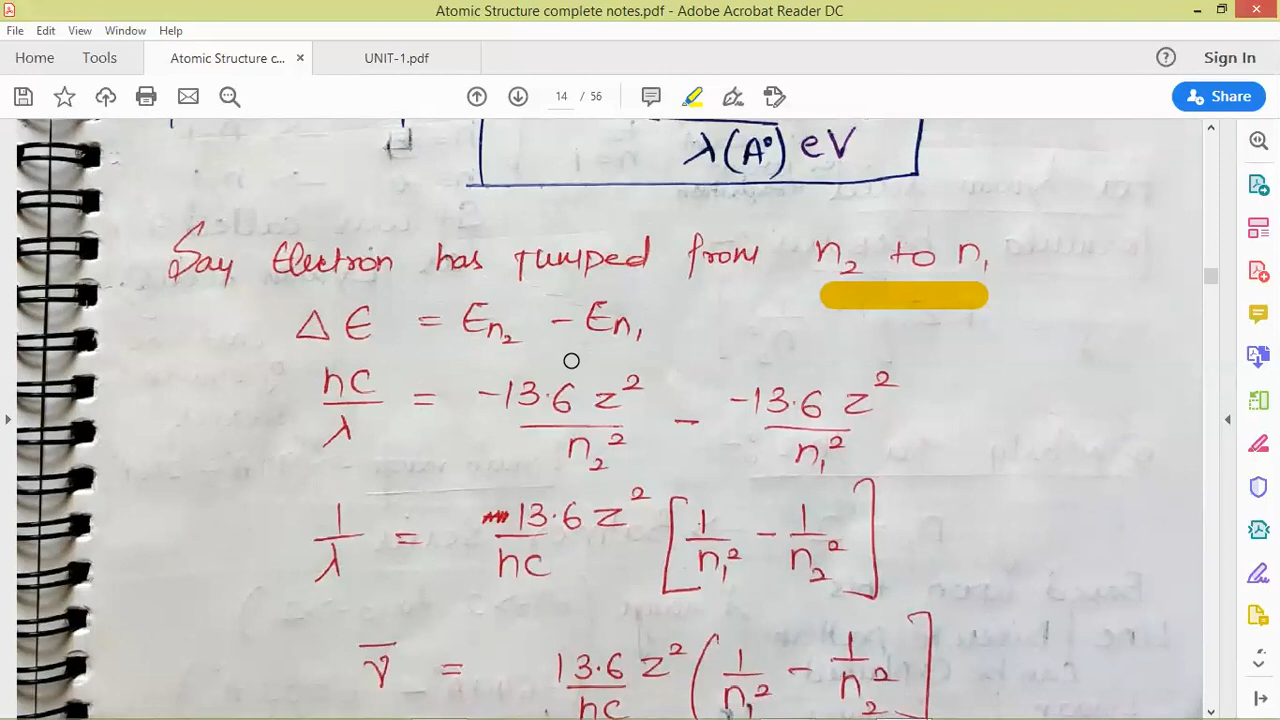 Atomic Structure complete notes.pdf - Adobe Acrobat Reader DC
File Edit View Window Help
Home Tools Atomic Structure c... × UNIT-1.pdf Sign In
14 / 56 Share
λ(A°) eV
Say Electron has Jumped from n₂ to n₁
ΔE = En₂ - En₁
hc/λ = -13.6 z²/n₂² - -13.6 z²/n₁²
1/λ = 13.6 z²/hc [1/n₁² - 1/n₂²]
v̅ = 13.6 z²/hc (1/n₁² - 1/n₂²]